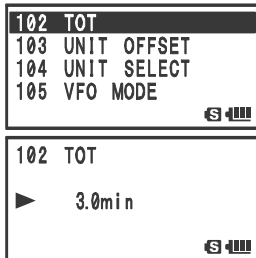 102 TOT
103 UNIT OFFSET
104 UNIT SELECT
105 VFO MODE
S
102 TOT
3.0min
S